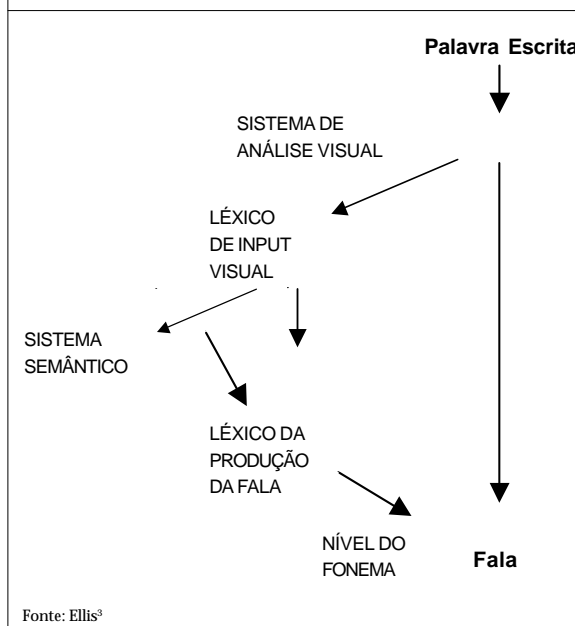 Palavra Escrita
SISTEMA DE
ANÁLISE VISUAL
LÉXICO
DE INPUT
VISUAL
SISTEMA
SEMÂNTICO
LÉXICO DA
PRODUÇÃO
DA FALA
NÍVEL DO
FONEMA
Fala
Fonte: Ellis³